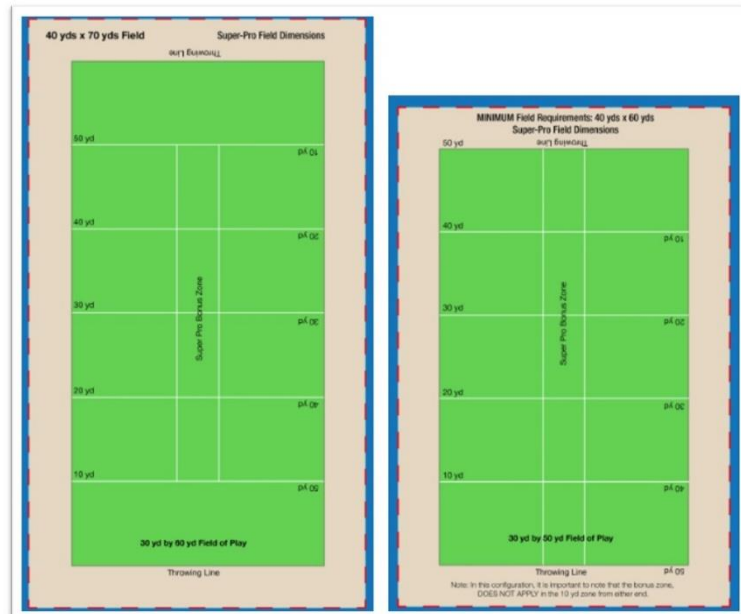 40 yds x 70 yds Field
Super-Pro Field Dimensions
Throwing Line
50 yd
10 yd
40 yd
20 yd
30 yd
Super Pro Bonus Zone
30 yd
20 yd
40 yd
10 yd
50 yd
30 yd by 60 yd Field of Play
Throwing Line
MINIMUM Field Requirements: 40 yds x 60 yds
Super-Pro Field Dimensions
50 yd
Throwing Line
40 yd
10 yd
30 yd
Super Pro Bonus Zone
20 yd
20 yd
30 yd
10 yd
40 yd
30 yd by 50 yd Field of Play
Throwing Line
50 yd
Note: In this configuration, it is important to note that the bonus zone,
DOES NOT APPLY in the 10 yd zone from either end.